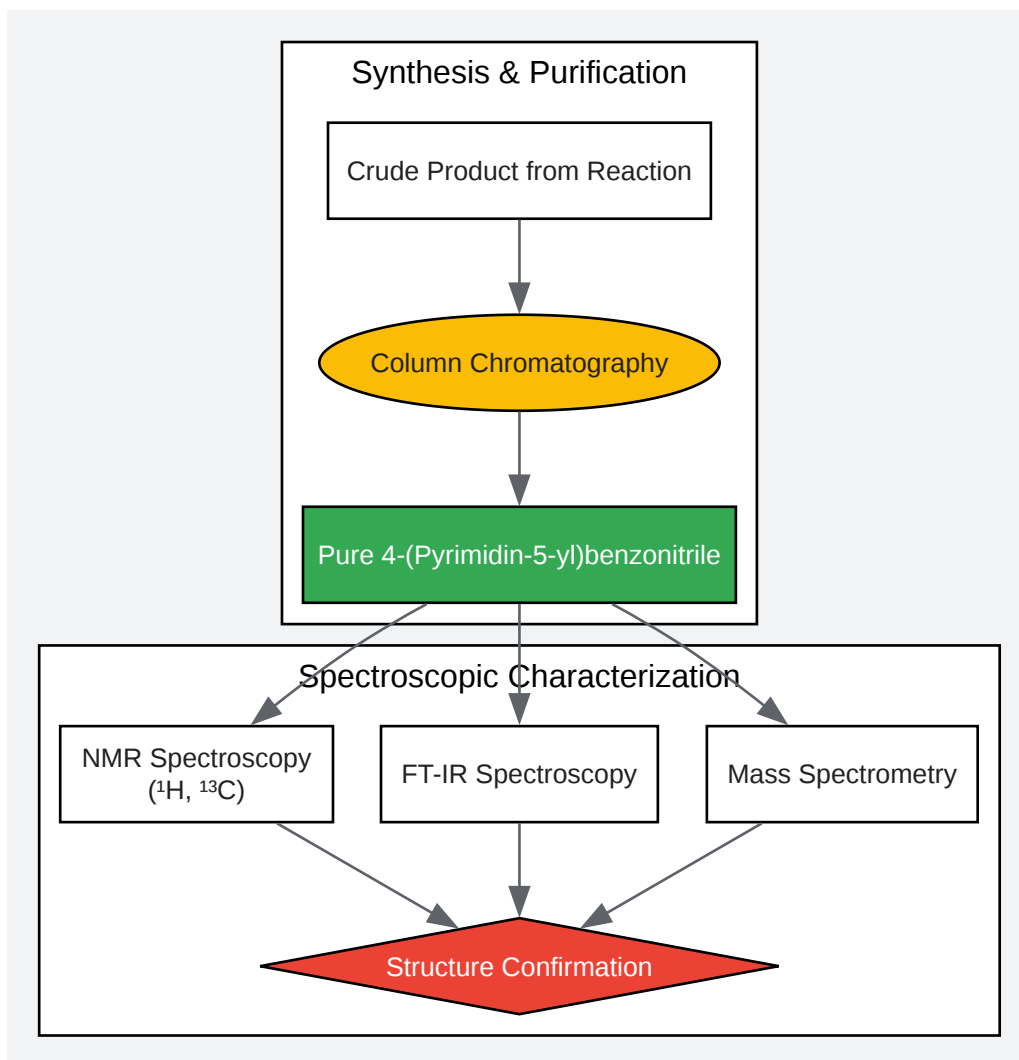 Synthesis & Purification
Crude Product from Reaction
Column Chromatography
Pure 4-(Pyrimidin-5-yl)benzonitrile
Spectroscopic Characterization
NMR Spectroscopy
(¹H, ¹³C)
FT-IR Spectroscopy
Mass Spectrometry
Structure Confirmation